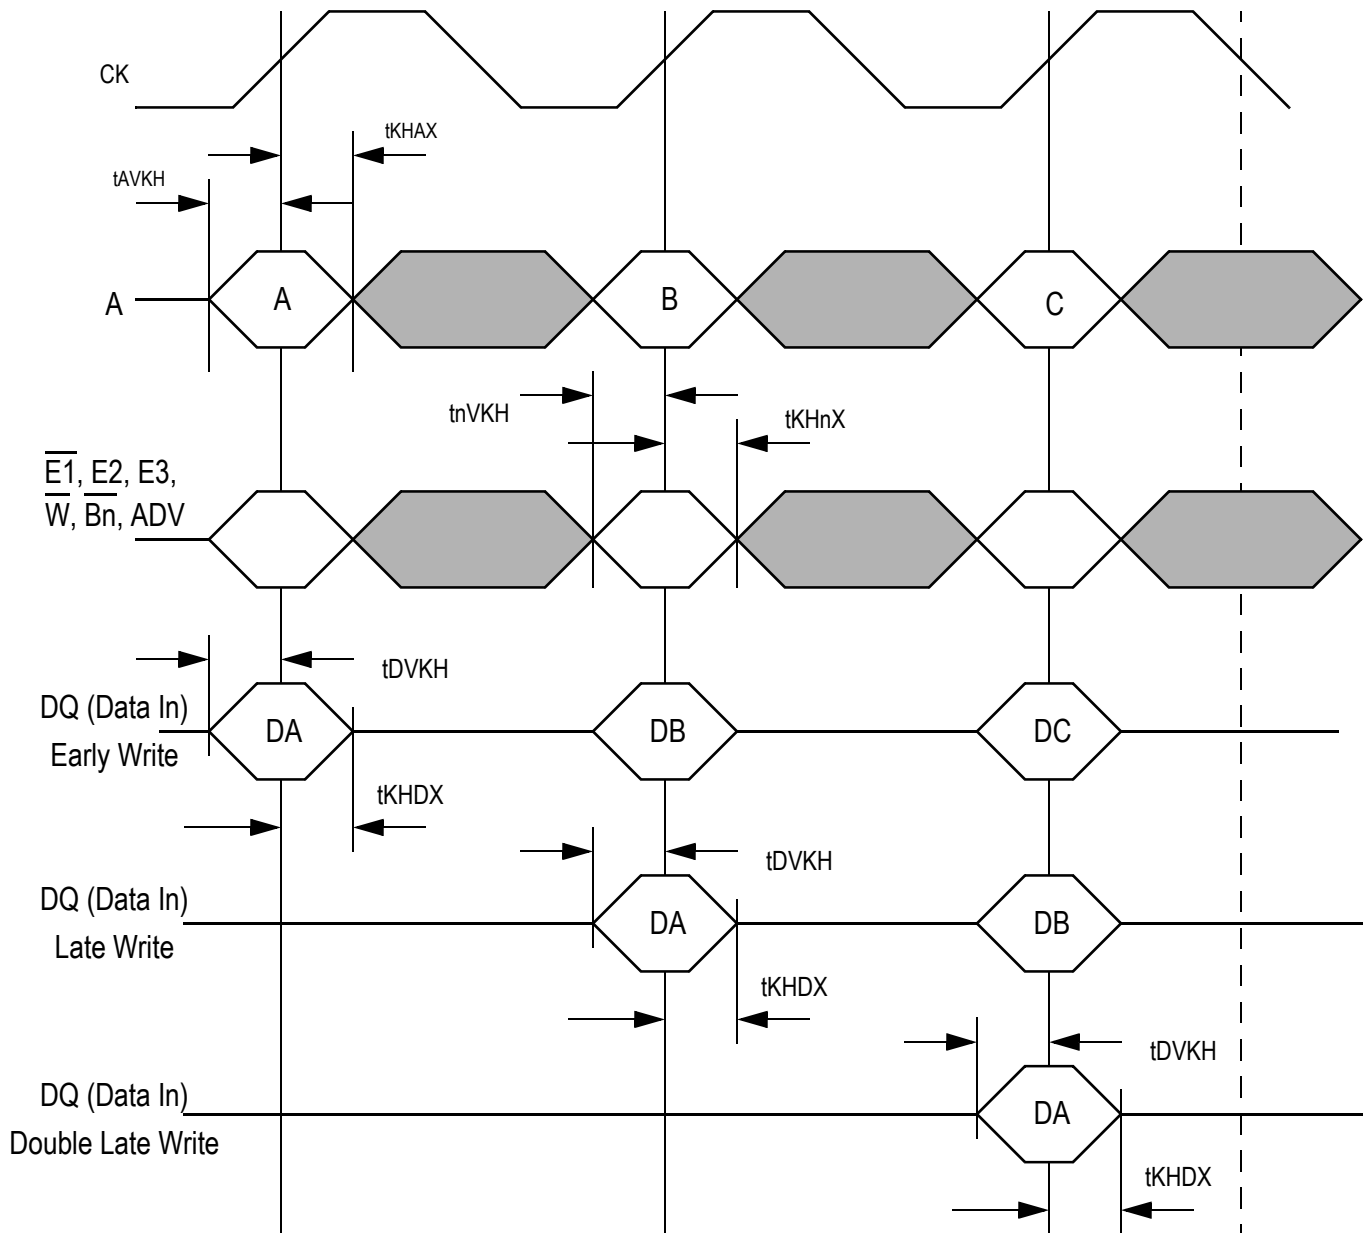 CK
tKHAX
tAVKH
A
A
B
C
tnVKH
tKHnX
E1, E2, E3,
W, Bn, ADV
tDVKH
DQ (Data In)
Early Write
DA
DB
DC
tKHDX
tDVKH
DQ (Data In)
Late Write
DA
DB
tKHDX
tDVKH
DQ (Data In)
Double Late Write
DA
tKHDX